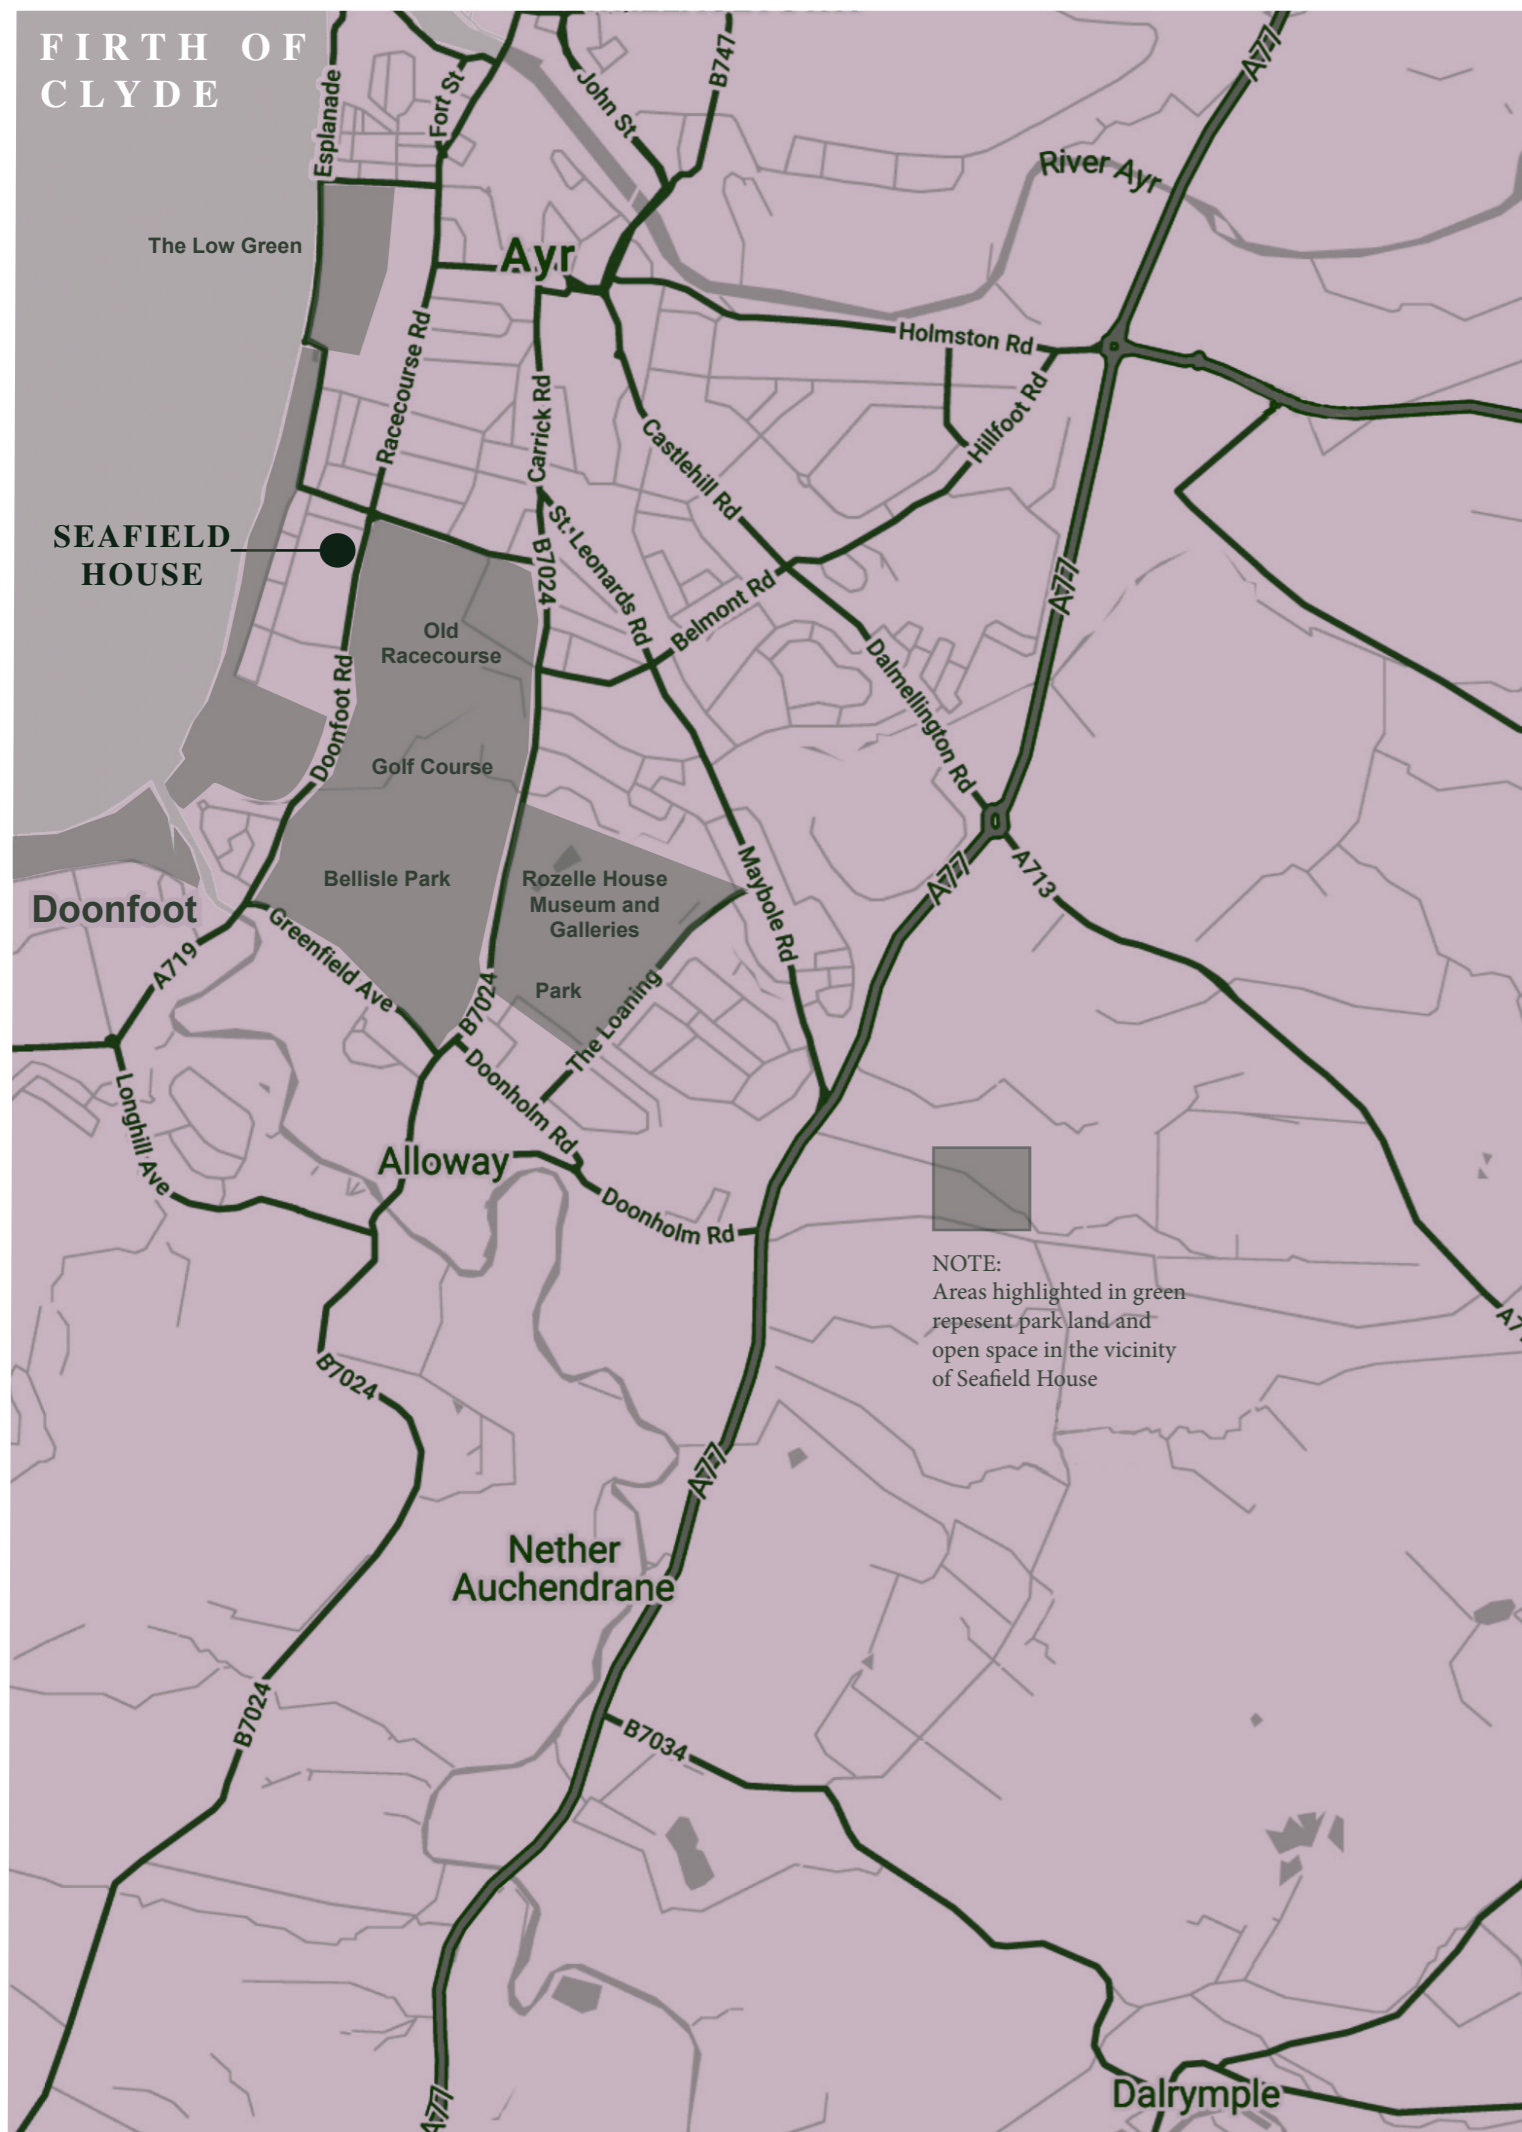 FIRTH OF
CLYDE
Esplanade
Fort St
John St
B747
A77
River Ayr
The Low Green
Ayr
Racecourse Rd
Holmston Rd
Carrick Rd
Castlehill Rd
Hillfoot Rd
SEAFIELD
HOUSE
St. Leonards Rd
B7024
Belmont Rd
A77
Old
Racecourse
Doonfoot Rd
Dalmellington Rd
Golf Course
Maybole Rd
A77
A713
Bellisle Park
Rozelle House
Museum and
Galleries
Doonfoot
Greenfield Ave
A719
Park
B7024
The Loaning
Longhill Ave
Doonholm Rd
Alloway
Doonholm Rd
NOTE:
Areas highlighted in green
repesent park land and
open space in the vicinity
of Seafield House
B7024
A77
Nether
Auchendrane
B7024
B7034
Dalrymple
A77